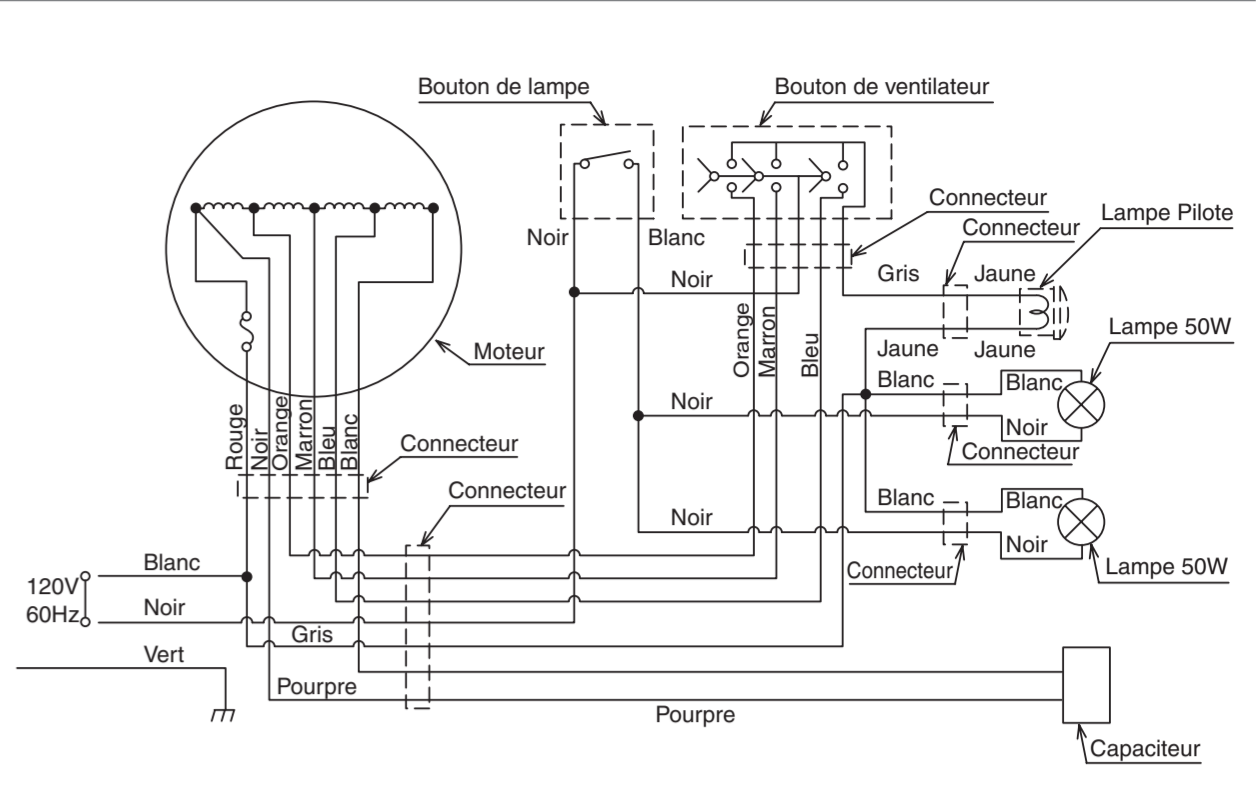 Bouton de lampe
Bouton de ventilateur
Connecteur
Lampe Pilote
Connecteur
Noir
Blanc
Gris
Jaune
Noir
Orange
Marron
Bleu
Lampe 50W
Moteur
Jaune
Jaune
Blanc
Blanc
Noir
Noir
Rouge
Noir
Orange
Marron
Bleu
Blanc
Connecteur
Connecteur
Connecteur
Blanc
Blanc
Noir
Noir
Blanc
Connecteur
Lampe 50W
120V
60Hz
Noir
Gris
Vert
Pourpre
Pourpre
Capaciteur